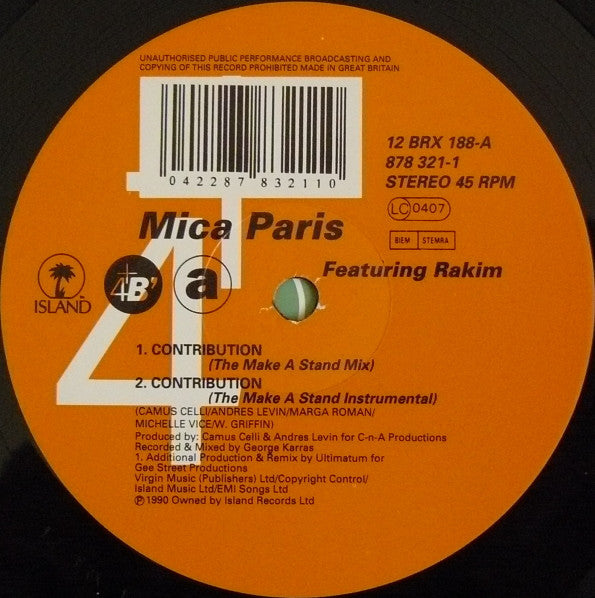 UNAUTHORISED PUBLIC PERFORMANCE BROADCASTING AND
COPYING OF THIS RECORD PROHIBITED MADE IN GREAT BRITAIN
042287 832110
12 BRX 188-A
878 321-1
STEREO 45 RPM
LC 0407
BIEM STEMRA
Mica Paris
Featuring Rakim
ISLAND
4B'
a
4
1. CONTRIBUTION
(The Make A Stand Mix)
2. CONTRIBUTION
(The Make A Stand Instrumental)
(CAMUS CELLI/ANDRES LEVIN/MARGA ROMAN/
MICHELLE VICE/W. GRIFFIN)
Produced by: Camus Celli & Andres Levin for C-n-A Productions
Recorded & Mixed by George Karras
1. Additional Production & Remix by Ultimatum for
Gee Street Productions
Virgin Music (Publishers) Ltd/Copyright Control/
Island Music Ltd/EMI Songs Ltd
℗ 1990 Owned by Island Records Ltd